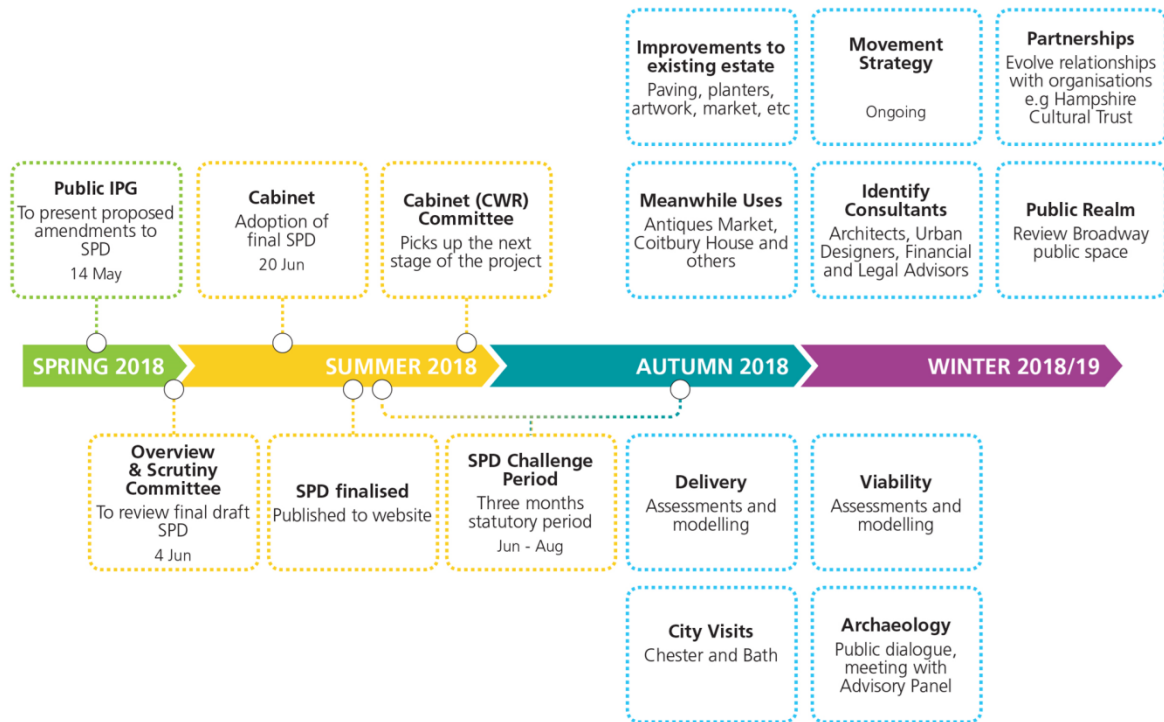 Improvements to
existing estate
Paving, planters,
artwork, market, etc
Movement
Strategy
Ongoing
Partnerships
Evolve relationships
with organisations
e.g Hampshire
Cultural Trust
Public IPG
To present proposed
amendments to
SPD
14 May
Cabinet
Adoption of
final SPD
20 Jun
Cabinet (CWR)
Committee
Picks up the next
stage of the project
Meanwhile Uses
Antiques Market,
Coitbury House and
others
Identify
Consultants
Architects, Urban
Designers, Financial
and Legal Advisors
Public Realm
Review Broadway
public space
SPRING 2018
SUMMER 2018
AUTUMN 2018
WINTER 2018/19
Overview
& Scrutiny
Committee
To review final draft
SPD
4 Jun
SPD finalised
Published to website
SPD Challenge
Period
Three months
statutory period
Jun - Aug
Delivery
Assessments and
modelling
Viability
Assessments and
modelling
City Visits
Chester and Bath
Archaeology
Public dialogue,
meeting with
Advisory Panel